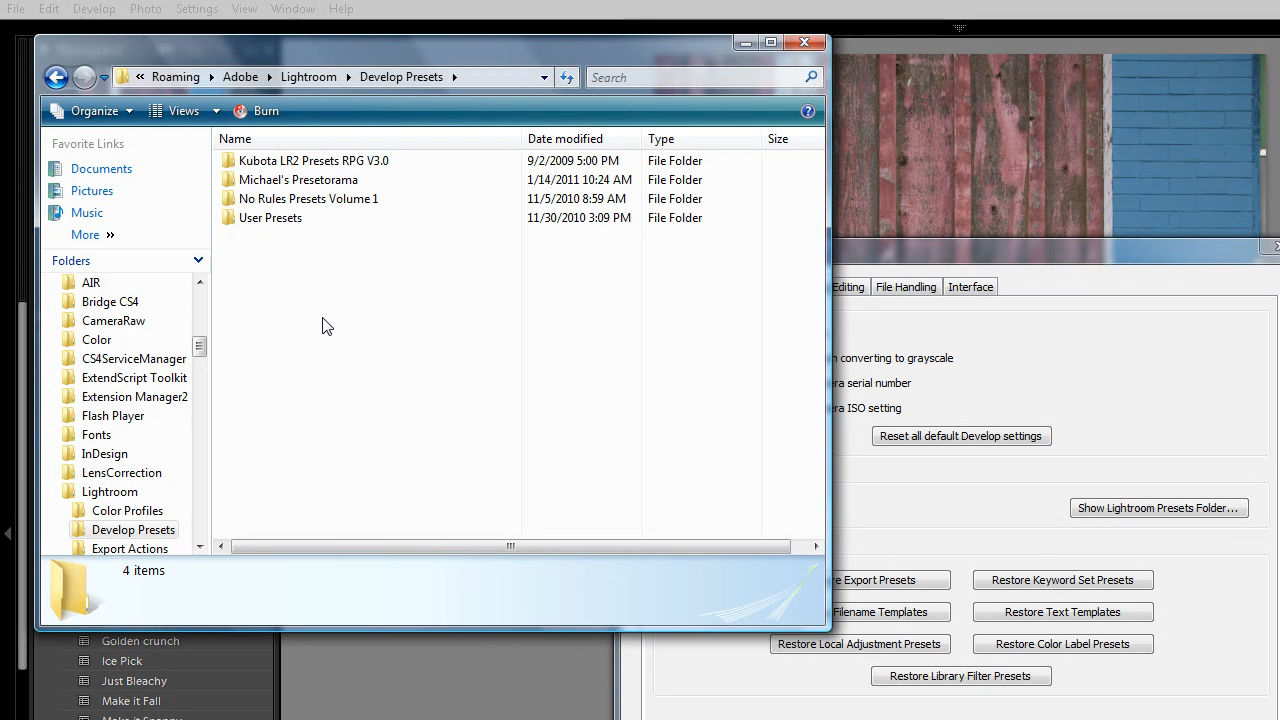 File Edit Develop Photo Settings View Window Help
Roaming Adobe Lightroom Develop Presets Search
Organize Views Burn
Favorite Links
Documents
Pictures
Music
More »
Folders
AIR
Bridge CS4
CameraRaw
Color
CS4ServiceManager
ExtendScript Toolkit
Extension Manager2
Flash Player
Fonts
InDesign
LensCorrection
Lightroom
Color Profiles
Develop Presets
Export Actions
Name Date modified Type Size
Kubota LR2 Presets RPG V3.0 9/2/2009 5:00 PM File Folder
Michael's Presetorama 1/14/2011 10:24 AM File Folder
No Rules Presets Volume 1 11/5/2010 8:59 AM File Folder
User Presets 11/30/2010 3:09 PM File Folder
4 items
Editing File Handling Interface
converting to grayscale
serial number
ISO setting
Reset all default Develop settings
Show Lightroom Presets Folder...
Export Presets Restore Keyword Set Presets
Filename Templates Restore Text Templates
Restore Local Adjustment Presets Restore Color Label Presets
Restore Library Filter Presets
Golden crunch
Ice Pick
Just Bleachy
Make it Fall